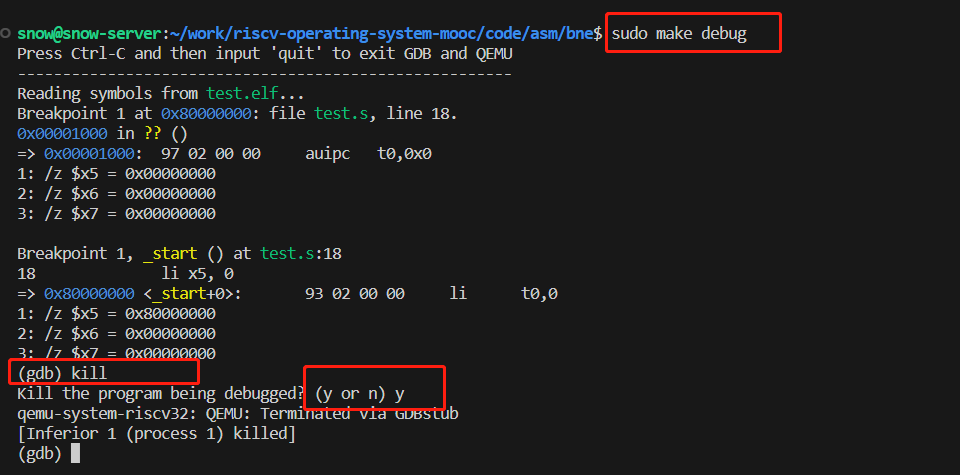 snow@snow-server:~/work/riscv-operating-system-mooc/code/asm/bne$ sudo make debug
Press Ctrl-C and then input 'quit' to exit GDB and QEMU
-------------------------------------------------------
Reading symbols from test.elf...
Breakpoint 1 at 0x80000000: file test.s, line 18.
0x00001000 in ?? ()
=> 0x00001000: 97 02 00 00 auipc t0,0x0
1: /z $x5 = 0x00000000
2: /z $x6 = 0x00000000
3: /z $x7 = 0x00000000
Breakpoint 1, _start () at test.s:18
18 li x5, 0
=> 0x80000000 <_start+0>: 93 02 00 00 li t0,0
1: /z $x5 = 0x80000000
2: /z $x6 = 0x00000000
3: /z $x7 = 0x00000000
(gdb) kill
Kill the program being debugged? (y or n) y
qemu-system-riscv32: QEMU: Terminated via GDBstub
[Inferior 1 (process 1) killed]
(gdb)